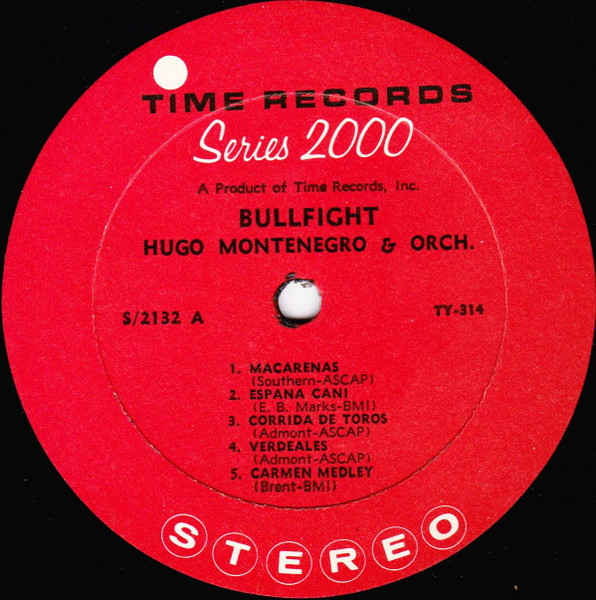 TIME RECORDS
Series 2000
A Product of Time Records, Inc.
BULLFIGHT
HUGO MONTENEGRO & ORCH.
S/2132 A TY-314
1. MACARENAS
(Southern-ASCAP)
2. ESPANA CANI
(E. B. Marks-BMI)
3. CORRIDA DE TOROS
(Admont-ASCAP)
4. VERDEALES
(Admont-ASCAP)
5. CARMEN MEDLEY
(Brent-BMI)
STEREO